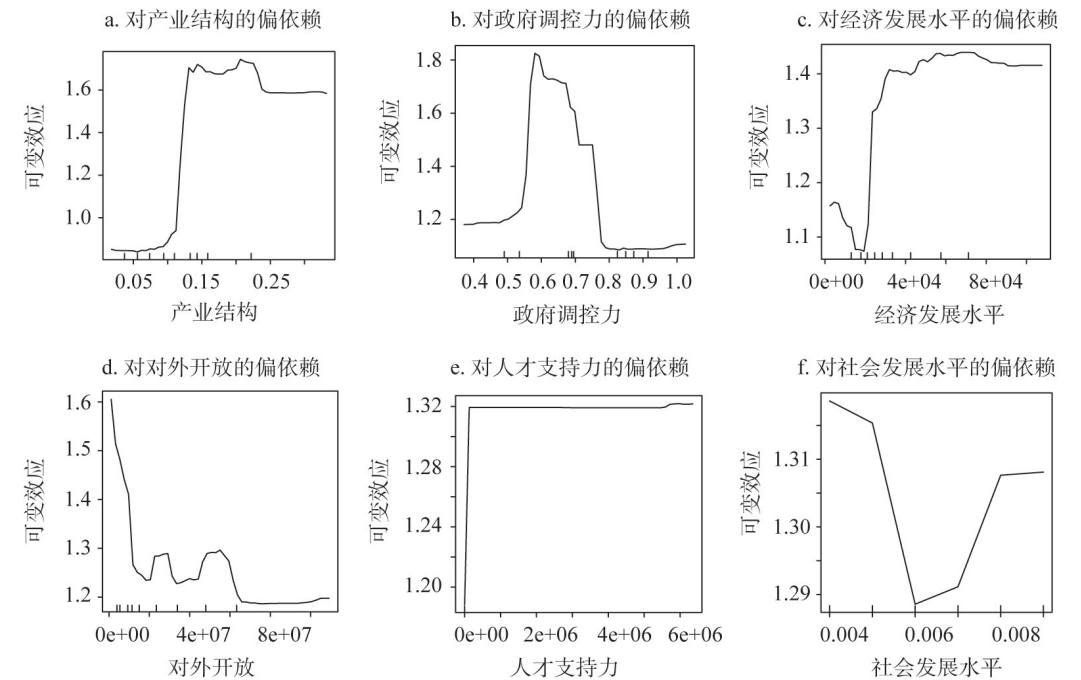 a. 对产业结构的偏依赖
可变效应
1.6
1.4
1.2
1.0
0.05 0.15 0.25
产业结构
b. 对政府调控力的偏依赖
可变效应
1.8
1.6
1.4
1.2
0.4 0.5 0.6 0.7 0.8 0.9 1.0
政府调控力
c. 对经济发展水平的偏依赖
可变效应
1.4
1.3
1.2
1.1
0e+00 4e+04 8e+04
经济发展水平
d. 对对外开放的偏依赖
可变效应
1.6
1.5
1.4
1.3
1.2
0e+00 4e+07 8e+07
对外开放
e. 对人才支持力的偏依赖
可变效应
1.32
1.28
1.24
1.20
0e+00 2e+06 6e+06
人才支持力
f. 对社会发展水平的偏依赖
可变效应
1.31
1.30
1.29
0.004 0.006 0.008
社会发展水平